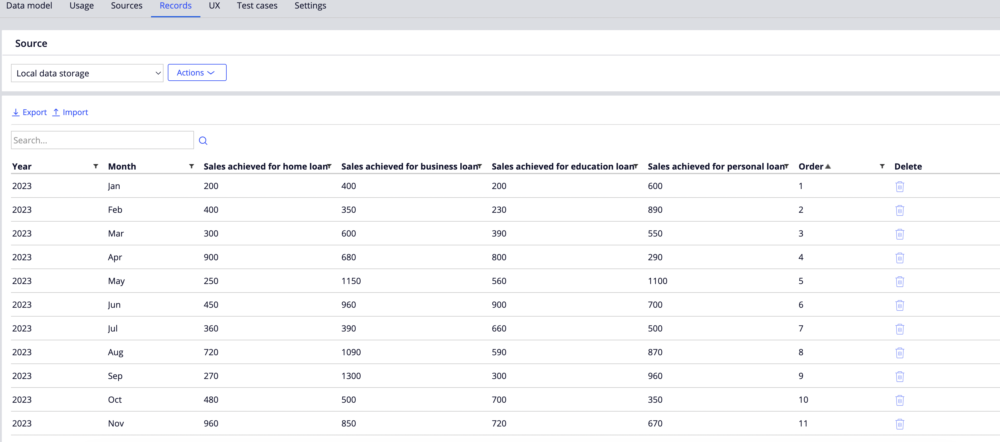 Data model Usage Sources Records UX Test cases Settings
Source
Local data storage Actions
Export Import
Search...
Year Month Sales achieved for home loan Sales achieved for business loan Sales achieved for education loan Sales achieved for personal loan Order Delete
2023 Jan 200 400 200 600 1
2023 Feb 400 350 230 890 2
2023 Mar 300 600 390 550 3
2023 Apr 900 680 800 290 4
2023 May 250 1150 560 1100 5
2023 Jun 450 960 900 700 6
2023 Jul 360 390 660 500 7
2023 Aug 720 1090 590 870 8
2023 Sep 270 1300 300 960 9
2023 Oct 480 500 700 350 10
2023 Nov 960 850 720 670 11